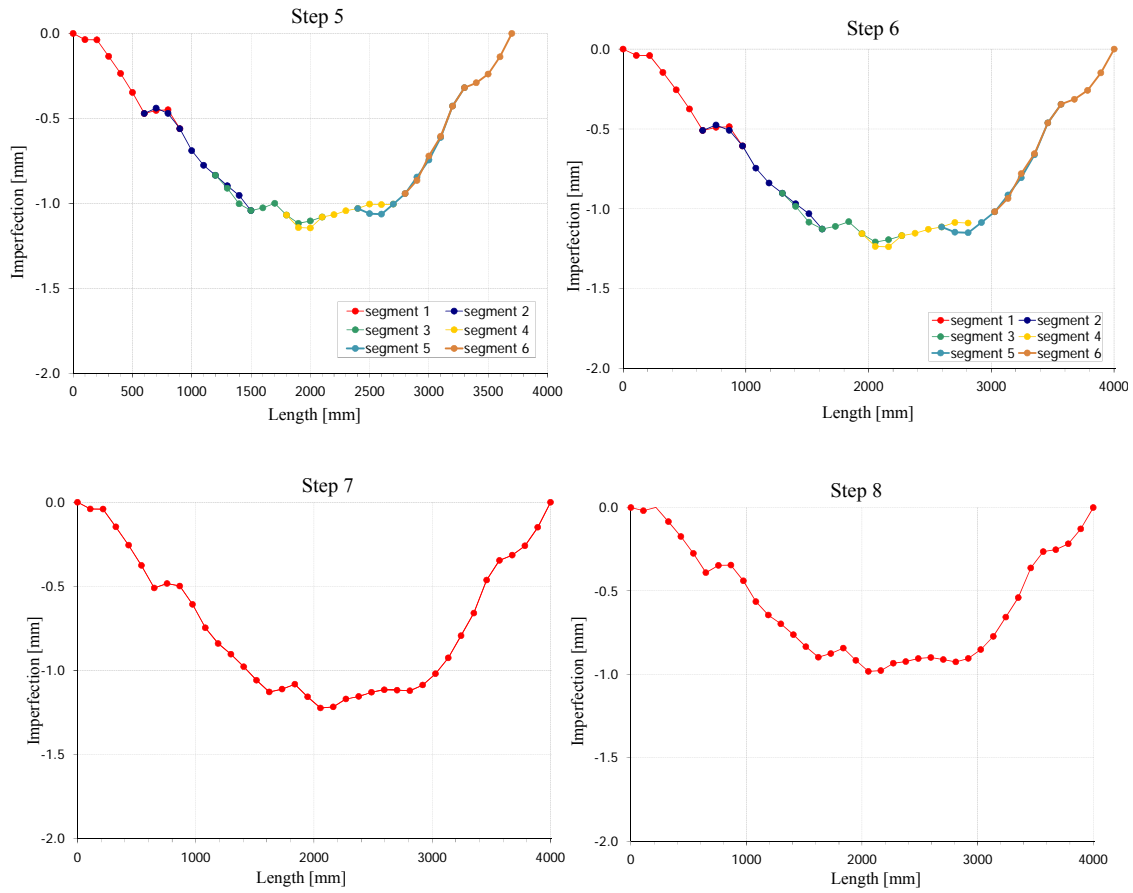 Step 5
0.0
-0.5
-1.0
-1.5
-2.0
Imperfection [mm]
segment 1 segment 2
segment 3 segment 4
segment 5 segment 6
0 500 1000 1500 2000 2500 3000 3500 4000
Length [mm]
Step 6
0.0
-0.5
-1.0
-1.5
-2.0
Imperfection [mm]
segment 1 segment 2
segment 3 segment 4
segment 5 segment 6
0 1000 2000 3000 4000
Length [mm]
Step 7
0.0
-0.5
-1.0
-1.5
-2.0
Imperfection [mm]
0 1000 2000 3000 4000
Length [mm]
Step 8
0.0
-0.5
-1.0
-1.5
-2.0
Imperfection [mm]
0 1000 2000 3000 4000
Length [mm]